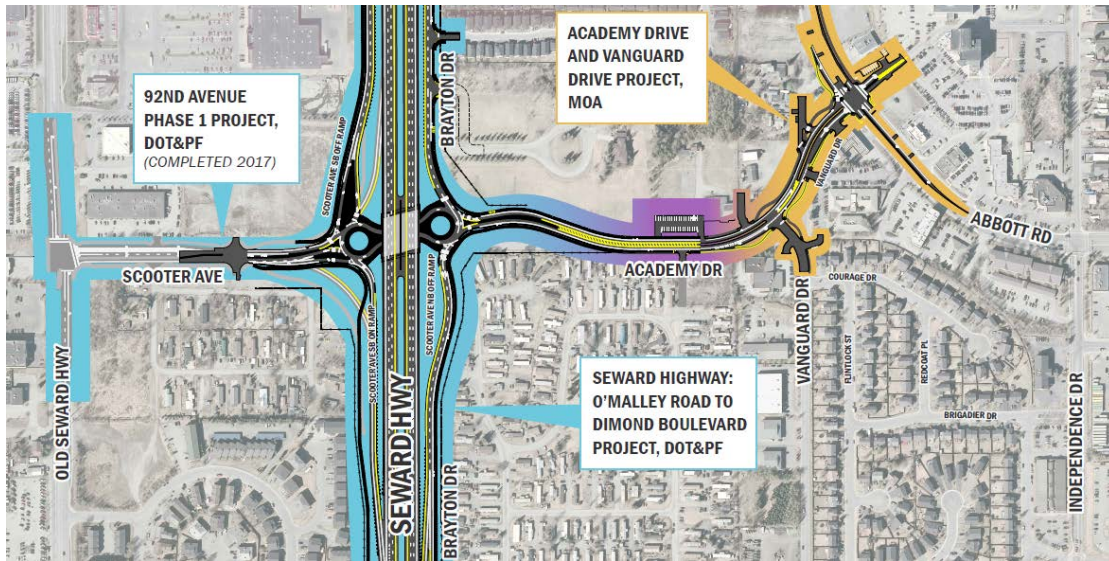 92ND AVENUE
PHASE 1 PROJECT,
DOT&PF
(COMPLETED 2017)
ACADEMY DRIVE
AND VANGUARD
DRIVE PROJECT,
MOA
SEWARD HIGHWAY:
O'MALLEY ROAD TO
DIMOND BOULEVARD
PROJECT, DOT&PF
SCOOTER AVE SB OFF RAMP
BRAYTON DR
VANGUARD DR
ABBOTT RD
SCOOTER AVE
ACADEMY DR
SCOOTER AVE SB ON RAMP
SCOOTER AVE NB OFF RAMP
OLD SEWARD HWY
SEWARD HWY
BRAYTON DR
VANGUARD DR
COURAGE DR
FLINTLOCK ST
REDCOAT PL
BRIGADIER DR
INDEPENDENCE DR